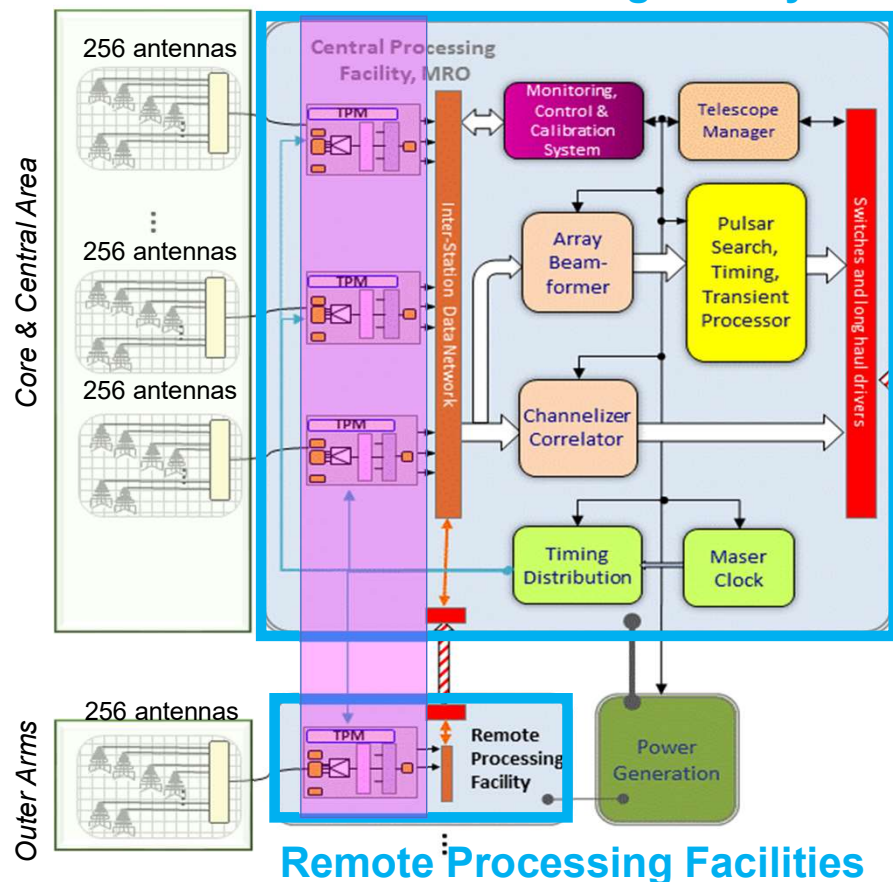 256 antennas
256 antennas
256 antennas
Core & Central Area
Central Processing
Facility, MRO
TPM
TPM
TPM
Inter-Station Data Network
Monitoring,
Control &
Calibration
System
Telescope
Manager
Array
Beam-
former
Pulsar
Search,
Timing,
Transient
Processor
Switches and long haul drivers
Channelizer
Correlator
Timing
Distribution
Maser
Clock
256 antennas
Outer Arms
TPM
Remote
Processing
Facility
Power
Generation
Remote Processing Facilities